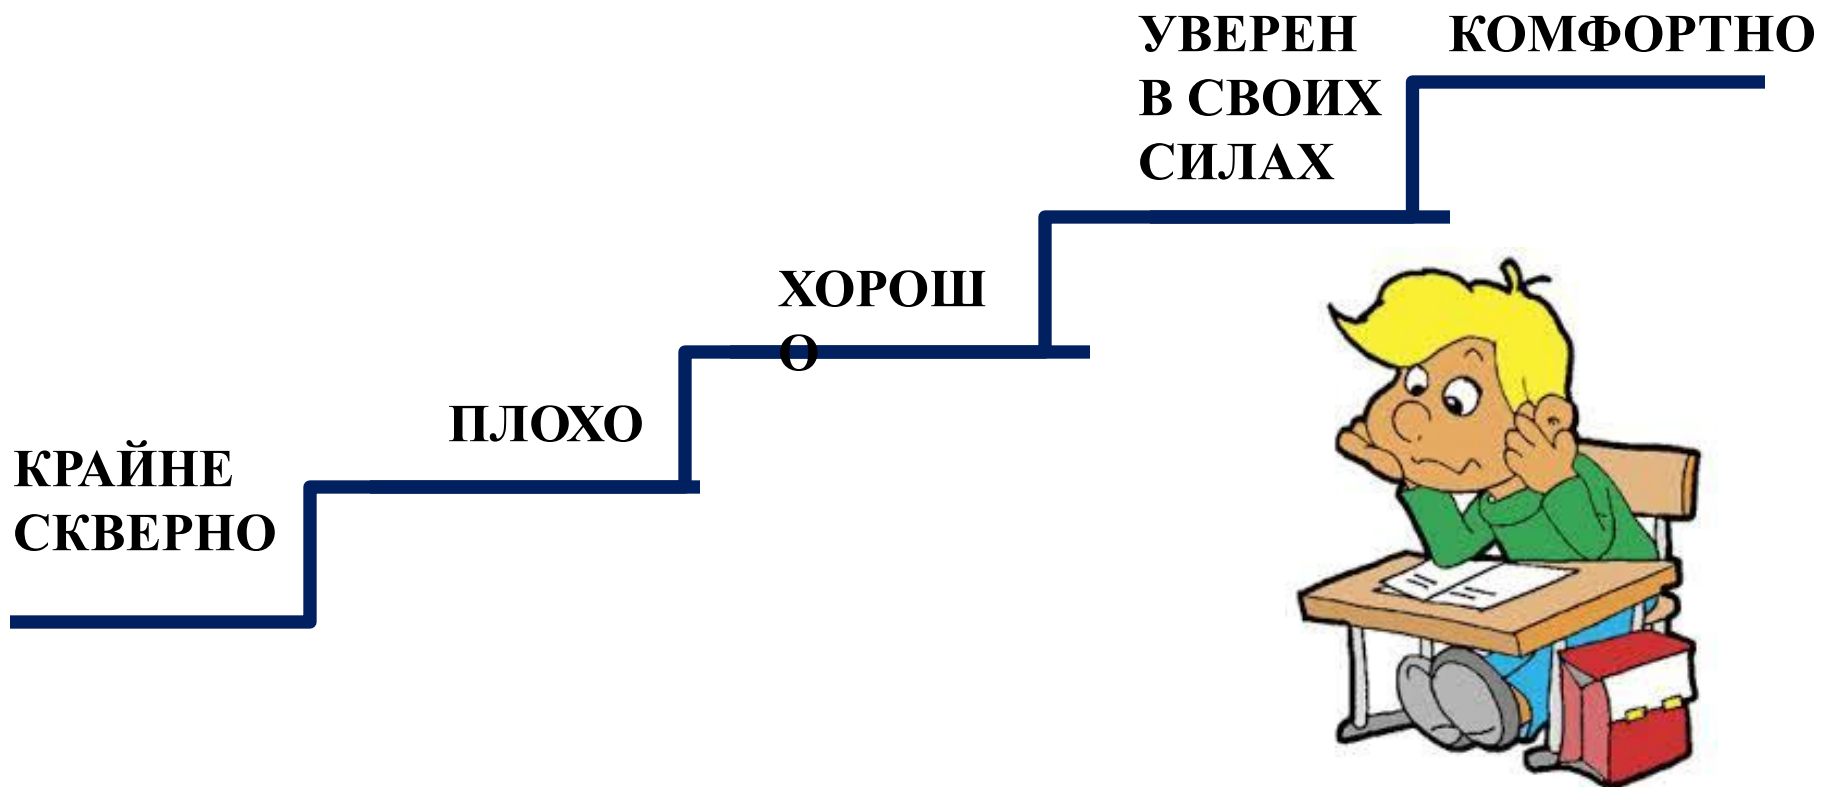 УВЕРЕН
В СВОИХ
СИЛАХ
КОМФОРТНО
ХОРОШ
О
ПЛОХО
КРАЙНЕ
СКВЕРНО